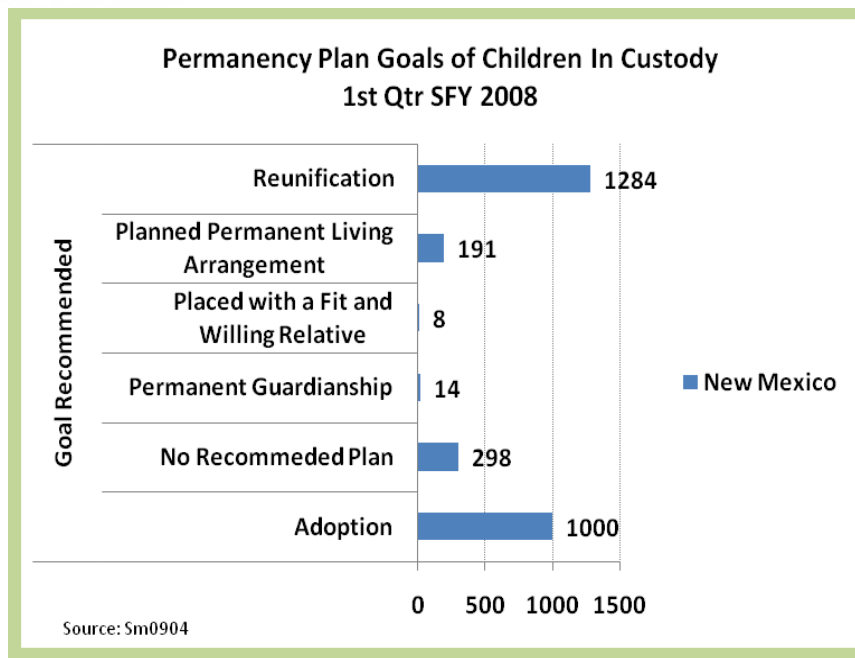 Permanency Plan Goals of Children In Custody
1st Qtr SFY 2008
Goal Recommended
Reunification
1284
Planned Permanent Living
Arrangement
191
Placed with a Fit and
Willing Relative
8
Permanent Guardianship
14
No Recommeded Plan
298
Adoption
1000
New Mexico
0 500 1000 1500
Source: Sm0904